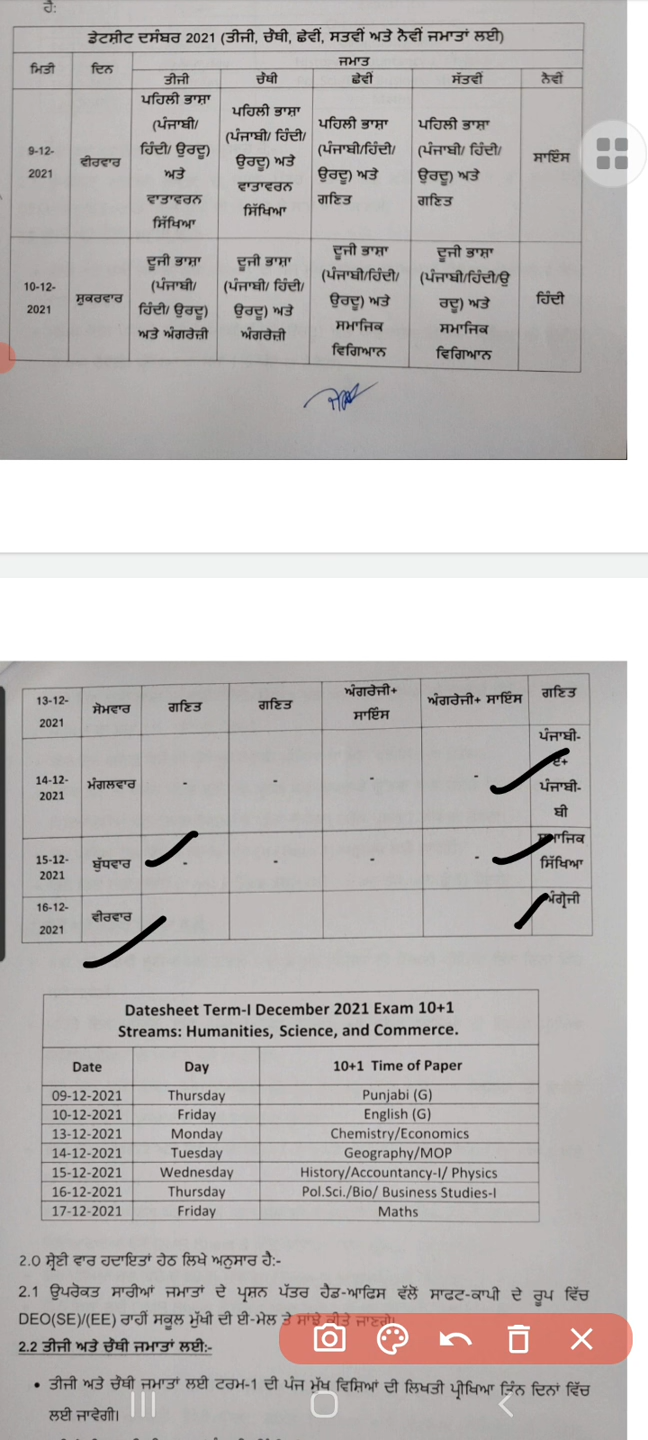 ਹੈ:
ਡੇਟਸ਼ੀਟ ਦਸੰਬਰ 2021 (ਤੀਜੀ, ਚੌਥੀ, ਛੇਵੀਂ, ਸਤਵੀਂ ਅਤੇ ਨੌਵੀਂ ਜਮਾਤਾਂ ਲਈ)
ਮਿਤੀ ਦਿਨ ਜਮਾਤ
ਤੀਜੀ ਚੌਥੀ ਛੇਵੀਂ ਸੱਤਵੀਂ ਨੌਵੀਂ
9-12-
2021
ਵੀਰਵਾਰ
ਪਹਿਲੀ ਭਾਸ਼ਾ
(ਪੰਜਾਬੀ/
ਹਿੰਦੀ/ ਉਰਦੂ)
ਅਤੇ
ਵਾਤਾਵਰਨ
ਸਿੱਖਿਆ
ਪਹਿਲੀ ਭਾਸ਼ਾ
(ਪੰਜਾਬੀ/ ਹਿੰਦੀ/
ਉਰਦੂ) ਅਤੇ
ਵਾਤਾਵਰਨ
ਸਿੱਖਿਆ
ਪਹਿਲੀ ਭਾਸ਼ਾ
(ਪੰਜਾਬੀ/ਹਿੰਦੀ/
ਉਰਦੂ) ਅਤੇ
ਗਣਿਤ
ਪਹਿਲੀ ਭਾਸ਼ਾ
(ਪੰਜਾਬੀ/ ਹਿੰਦੀ/
ਉਰਦੂ) ਅਤੇ
ਗਣਿਤ
ਸਾਇੰਸ
10-12-
2021
ਸ਼ੁਕਰਵਾਰ
ਦੂਜੀ ਭਾਸ਼ਾ
(ਪੰਜਾਬੀ/
ਹਿੰਦੀ/ ਉਰਦੂ)
ਅਤੇ ਅੰਗਰੇਜ਼ੀ
ਦੂਜੀ ਭਾਸ਼ਾ
(ਪੰਜਾਬੀ/ ਹਿੰਦੀ/
ਉਰਦੂ) ਅਤੇ
ਅੰਗਰੇਜ਼ੀ
ਦੂਜੀ ਭਾਸ਼ਾ
(ਪੰਜਾਬੀ/ਹਿੰਦੀ/
ਉਰਦੂ) ਅਤੇ
ਸਮਾਜਿਕ
ਵਿਗਿਆਨ
ਦੂਜੀ ਭਾਸ਼ਾ
(ਪੰਜਾਬੀ/ਹਿੰਦੀ/ਉ
ਰਦੂ) ਅਤੇ
ਸਮਾਜਿਕ
ਵਿਗਿਆਨ
ਹਿੰਦੀ
13-12-
2021
ਸੋਮਵਾਰ
ਗਣਿਤ
ਗਣਿਤ
ਅੰਗਰੇਜੀ+
ਸਾਇੰਸ
ਅੰਗਰੇਜੀ+ ਸਾਇੰਸ
ਗਣਿਤ
14-12-
2021
ਮੰਗਲਵਾਰ
- - - -
ਪੰਜਾਬੀ-
ਏ+
ਪੰਜਾਬੀ-
ਬੀ
15-12-
2021
ਬੁੱਧਵਾਰ
- - - -
ਸਮਾਜਿਕ
ਸਿੱਖਿਆ
16-12-
2021
ਵੀਰਵਾਰ
ਅੰਗ੍ਰੇਜੀ
Datesheet Term-I December 2021 Exam 10+1
Streams: Humanities, Science, and Commerce.
Date Day 10+1 Time of Paper
09-12-2021 Thursday Punjabi (G)
10-12-2021 Friday English (G)
13-12-2021 Monday Chemistry/Economics
14-12-2021 Tuesday Geography/MOP
15-12-2021 Wednesday History/Accountancy-I/ Physics
16-12-2021 Thursday Pol.Sci./Bio/ Business Studies-I
17-12-2021 Friday Maths
2.0 ਸ਼੍ਰੇਣੀ ਵਾਰ ਹਦਾਇਤਾਂ ਹੇਠ ਲਿਖੇ ਅਨੁਸਾਰ ਹੈ:-
2.1 ਉਪਰੋਕਤ ਸਾਰੀਆਂ ਜਮਾਤਾਂ ਦੇ ਪ੍ਰਸ਼ਨ ਪੱਤਰ ਹੈਡ-ਆਫਿਸ ਵੱਲੋਂ ਸਾਫਟ-ਕਾਪੀ ਦੇ ਰੂਪ ਵਿੱਚ
DEO(SE)/(EE) ਰਾਹੀਂ ਸਕੂਲ ਮੁੱਖੀ ਦੀ ਈ-ਮੇਲ ਤੇ ਸਾਂਝੇ ਕੀਤੇ ਜਾਣਗੇ।
2.2 ਤੀਜੀ ਅਤੇ ਚੌਥੀ ਜਮਾਤਾਂ ਲਈ:-
• ਤੀਜੀ ਅਤੇ ਚੌਥੀ ਜਮਾਤਾਂ ਲਈ ਟਰਮ-1 ਦੀ ਪੰਜ ਮੁੱਖ ਵਿਸ਼ਿਆਂ ਦੀ ਲਿਖਤੀ ਪ੍ਰੀਖਿਆ ਤਿੰਨ ਦਿਨਾਂ ਵਿੱਚ
ਲਈ ਜਾਵੇਗੀ।